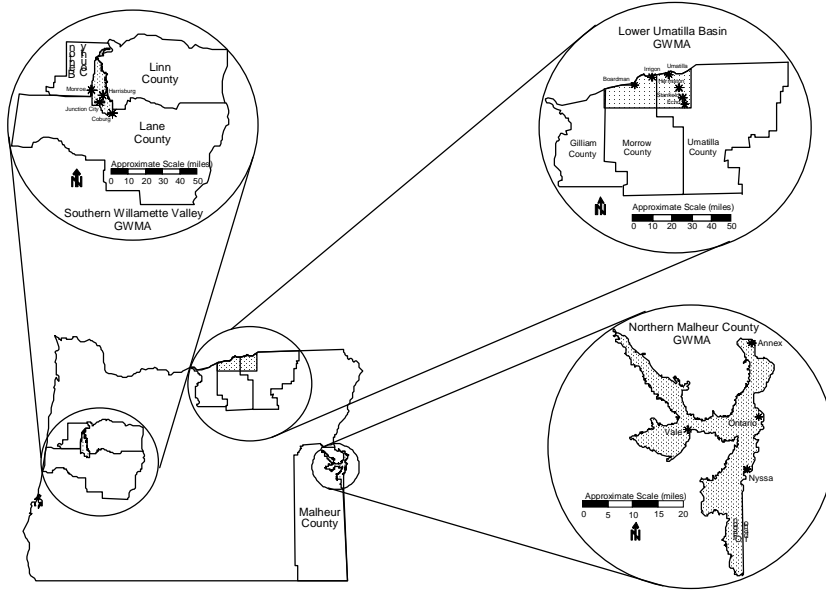 Linn
County
Monroe
Harrisburg
Junction City
Coburg
Lane
County
Approximate Scale (miles)
0 10 20 30 40 50
N
Southern Willamette Valley
GWMA
Lower Umatilla Basin
GWMA
Umatilla
Irrigon
Boardman
Hermiston
Stanfield
Echo
Gilliam
County
Morrow
County
Umatilla
County
Approximate Scale (miles)
0 10 20 30 40 50
N
Northern Malheur County
GWMA
Annex
Ontario
Vale
Nyssa
Approximate Scale (miles)
0 5 10 15 20
N
Malheur
County